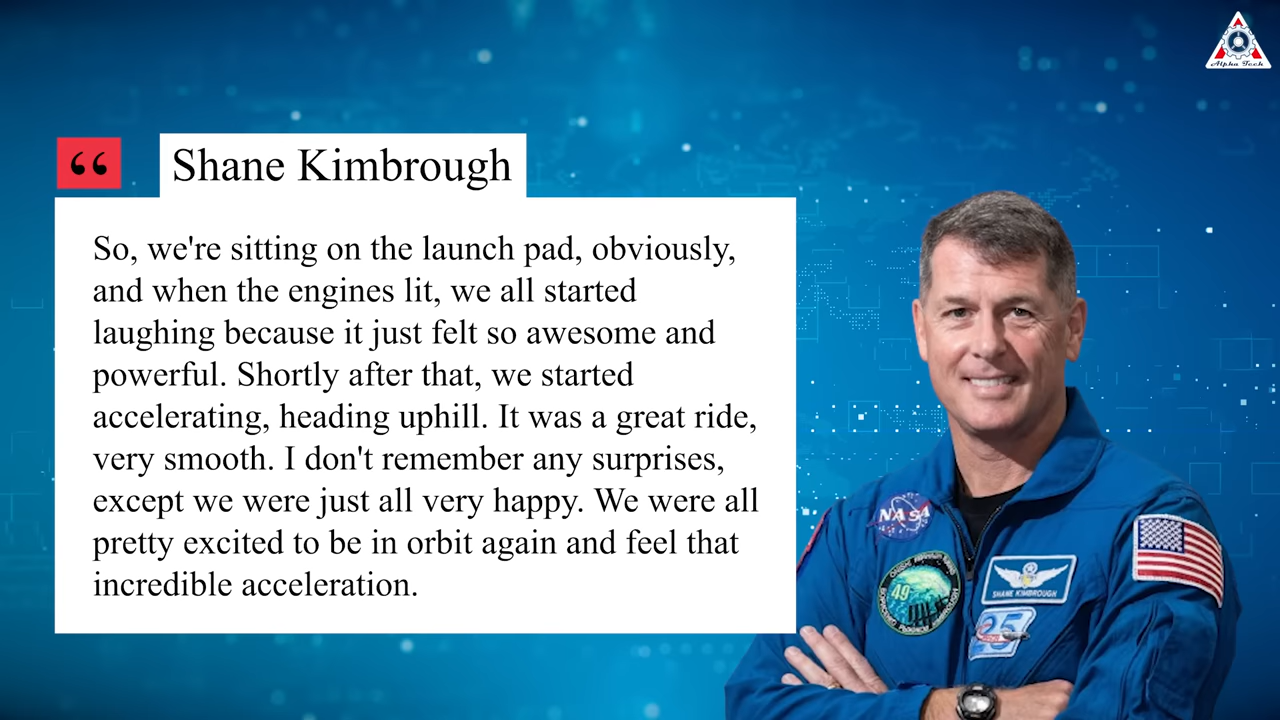 Alpha Tech
“
Shane Kimbrough
So, we're sitting on the launch pad, obviously,
and when the engines lit, we all started
laughing because it just felt so awesome and
powerful. Shortly after that, we started
accelerating, heading uphill. It was a great ride,
very smooth. I don't remember any surprises,
except we were just all very happy. We were all
pretty excited to be in orbit again and feel that
incredible acceleration.
NASA
49
SHANE KIMBROUGH
25